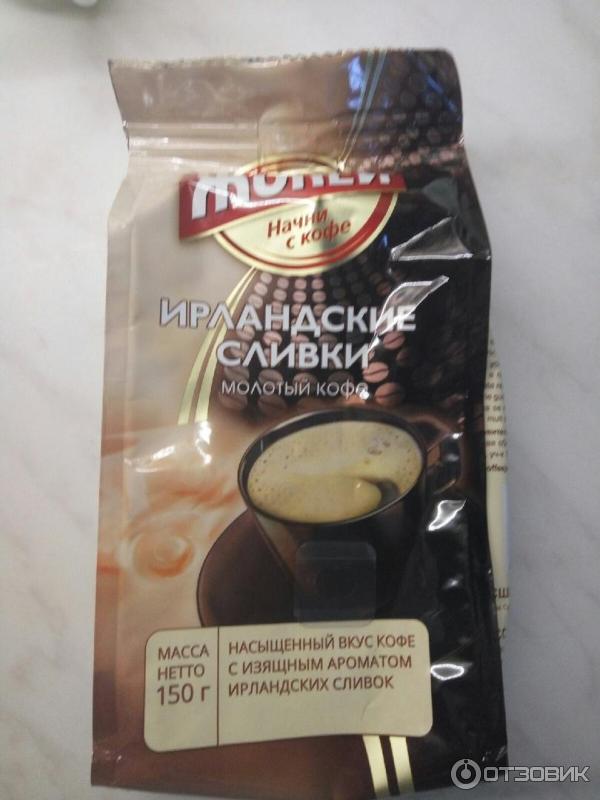 Начни
с кофе
ИРЛАНДСКИЕ
СЛИВКИ
МОЛОТЫЙ КОФЕ
МАССА
НЕТТО
150 г
НАСЫЩЕННЫЙ ВКУС КОФЕ
С ИЗЯЩНЫМ АРОМАТОМ
ИРЛАНДСКИХ СЛИВОК
ОТЗОВИК